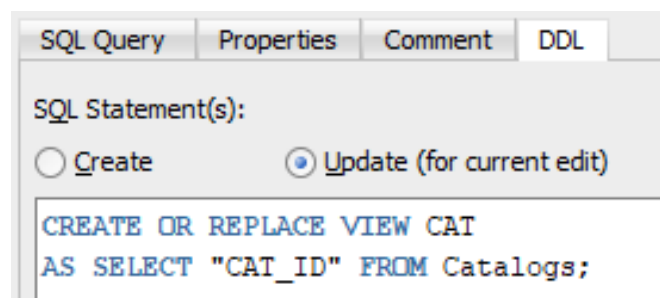 SQL Query Properties Comment DDL
SQL Statement(s):
Create Update (for current edit)
CREATE OR REPLACE VIEW CAT
AS SELECT "CAT_ID" FROM Catalogs;